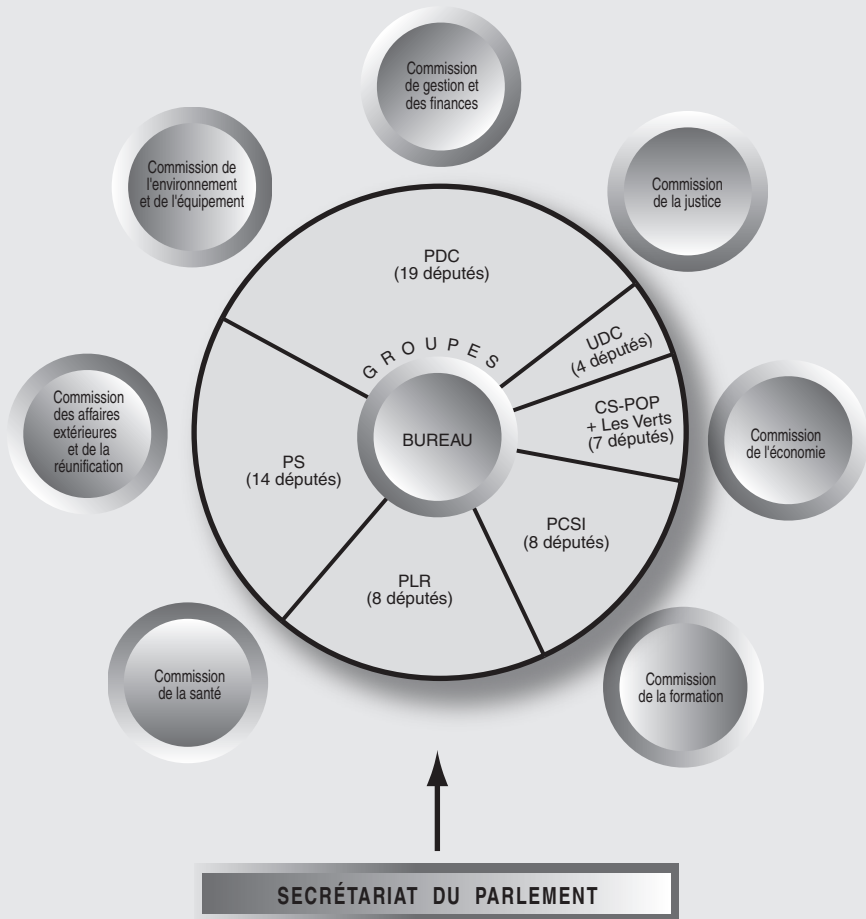 Commission
de gestion et
des finances
Commission de
l'environnement
et de l'équipement
Commission
de la justice
PDC
(19 députés)
UDC
(4 députés)
GROUPES
CS-POP
+ Les Verts
(7 députés)
Commission
des affaires
extérieures
et de la
réunification
BUREAU
Commission
de l'économie
PS
(14 députés)
PCSI
(8 députés)
PLR
(8 députés)
Commission
de la santé
Commission
de la formation
SECRÉTARIAT DU PARLEMENT